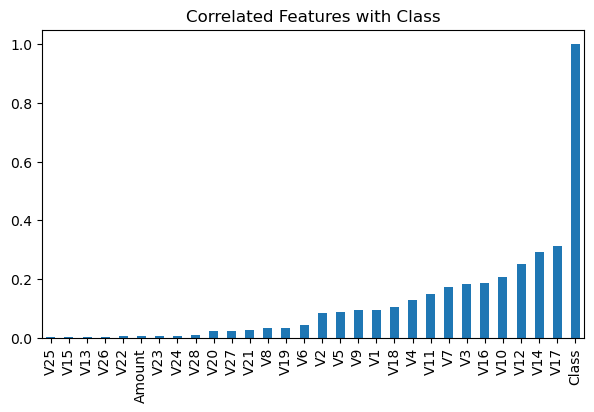 Correlated Features with Class
1.0
0.8
0.6
0.4
0.2
0.0
V25
V15
V13
V26
V22
Amount
V23
V24
V28
V20
V27
V21
V8
V19
V6
V2
V5
V9
V1
V18
V4
V11
V7
V3
V16
V10
V12
V14
V17
Class